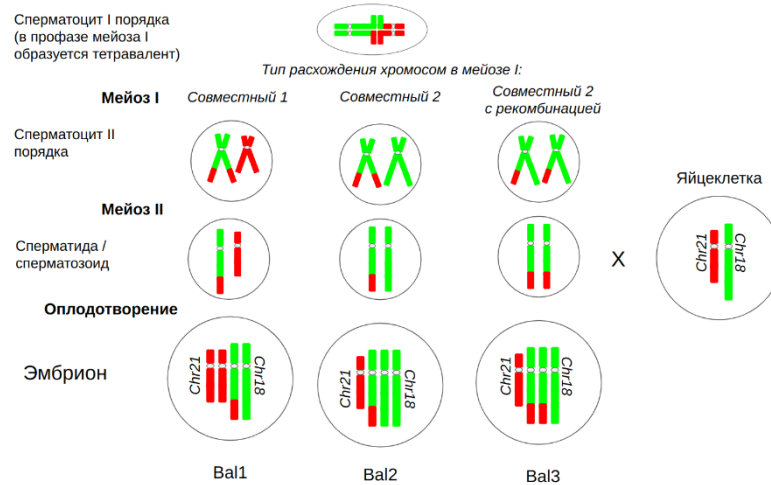 Сперматоцит I порядка
(в профазе мейоза I
образуется тетравалент)
Тип расхождения хромосом в мейозе I:
Мейоз I
Совместный 1
Совместный 2
Совместный 2
с рекомбинацией
Сперматоцит II
порядка
Яйцеклетка
Мейоз II
Сперматида /
сперматозоид
X
Chr21
Chr18
Оплодотворение
Эмбрион
Chr21
Chr18
Chr21
Chr18
Chr21
Chr18
Bal1
Bal2
Bal3